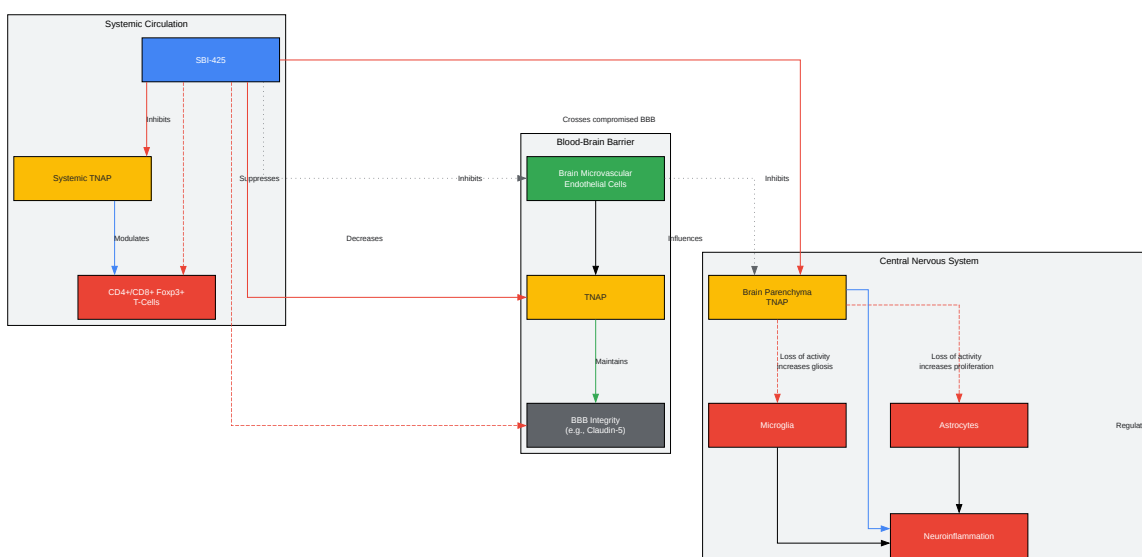 Systemic Circulation
SBI-425
Inhibits
Crosses compromised BBB
Blood-Brain Barrier
Systemic TNAP
Suppresses
Inhibits
Brain Microvascular
Endothelial Cells
Inhibits
Modulates
Decreases
Influences
Central Nervous System
CD4+/CD8+ Foxp3+
T-Cells
TNAP
Brain Parenchyma
TNAP
Maintains
Loss of activity
increases gliosis
Loss of activity
increases proliferation
BBB Integrity
(e.g., Claudin-5)
Microglia
Astrocytes
Regulat
Neuroinflammation